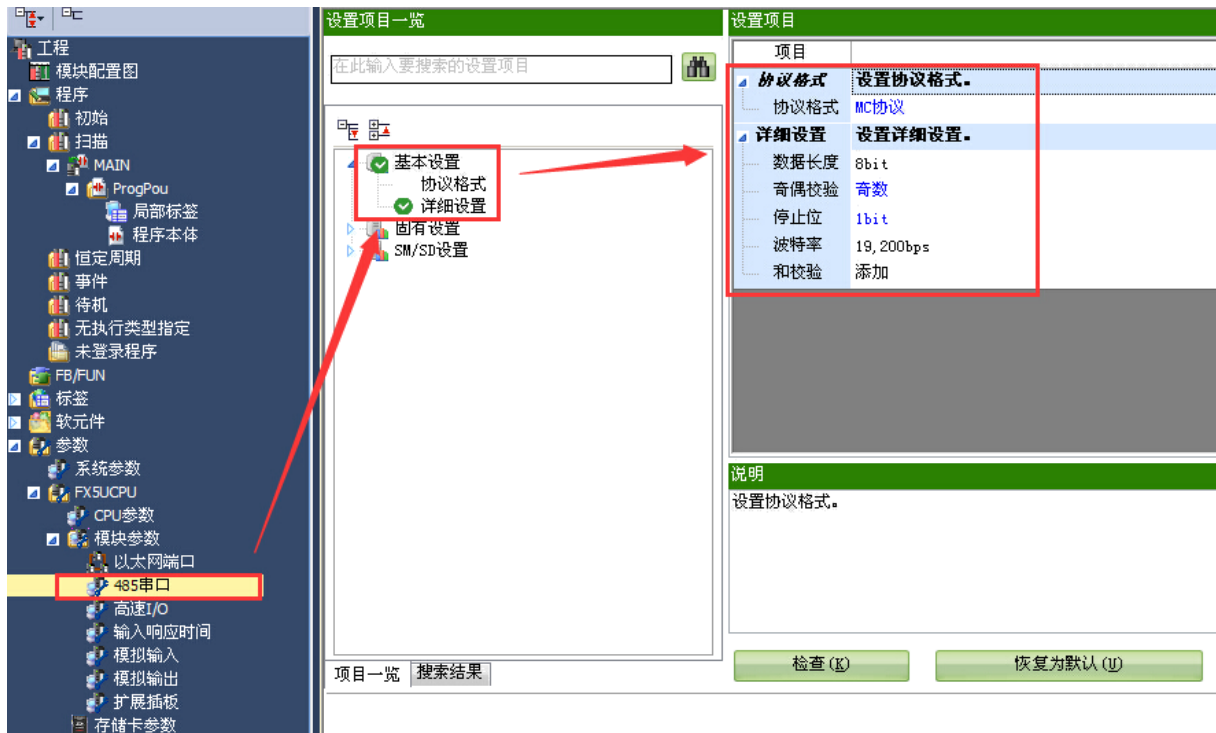 工程
模块配置图
程序
初始
扫描
MAIN
ProgPou
局部标签
程序本体
恒定周期
事件
待机
无执行类型指定
未登录程序
FB/FUN
标签
软元件
参数
系统参数
FX5UCPU
CPU参数
模块参数
以太网端口
485串口
高速I/O
输入响应时间
模拟输入
模拟输出
扩展插板
存储卡参数
设置项目一览
在此输入要搜索的设置项目
基本设置
协议格式
详细设置
固有设置
SM/SD设置
项目一览 搜索结果
设置项目
项目
协议格式 设置协议格式。
协议格式 MC协议
详细设置 设置详细设置。
数据长度 8bit
奇偶校验 奇数
停止位 1bit
波特率 19,200bps
和校验 添加
说明
设置协议格式。
检查(K) 恢复为默认(U)